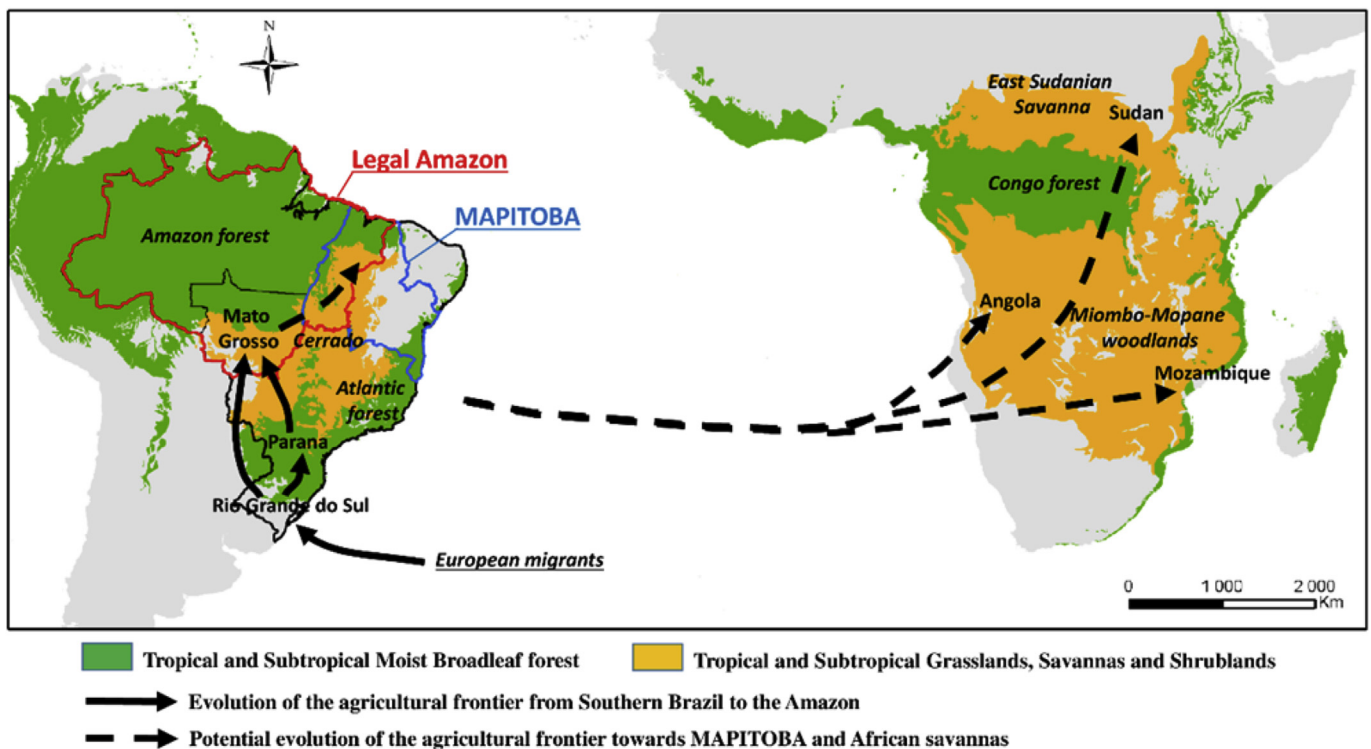 N
East Sudanian
Savanna
Sudan
Legal Amazon
Congo forest
MAPITOBA
Amazon forest
Angola
Mato
Grosso
Cerrado
Miombo-Mopane
woodlands
Mozambique
Atlantic
forest
Parana
Rio Grande do Sul
European migrants
0 1 000 2 000
Km
Tropical and Subtropical Moist Broadleaf forest
Tropical and Subtropical Grasslands, Savannas and Shrublands
Evolution of the agricultural frontier from Southern Brazil to the Amazon
Potential evolution of the agricultural frontier towards MAPITOBA and African savannas